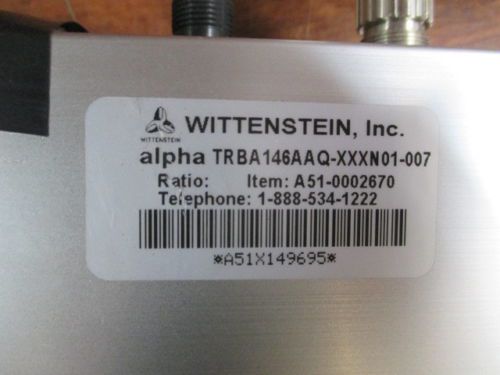 WITTENSTEIN
WITTENSTEIN, Inc.
alpha TRBA146AAQ-XXXN01-007
Ratio: Item: A51-0002670
Telephone: 1-888-534-1222
*A51X149695*